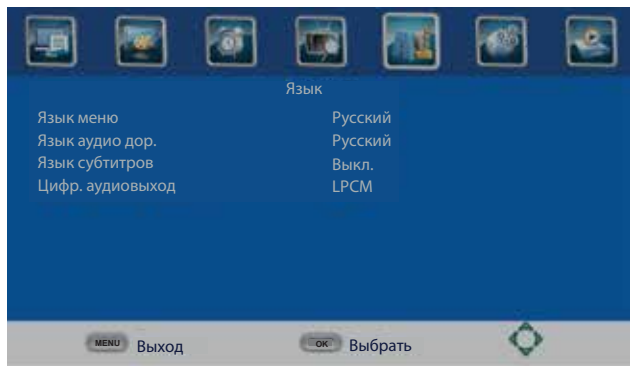 Язык
Язык меню Русский
Язык аудио дор. Русский
Язык субтитров Выкл.
Цифр. аудиовыход LPCM
MENU Выход OK Выбрать